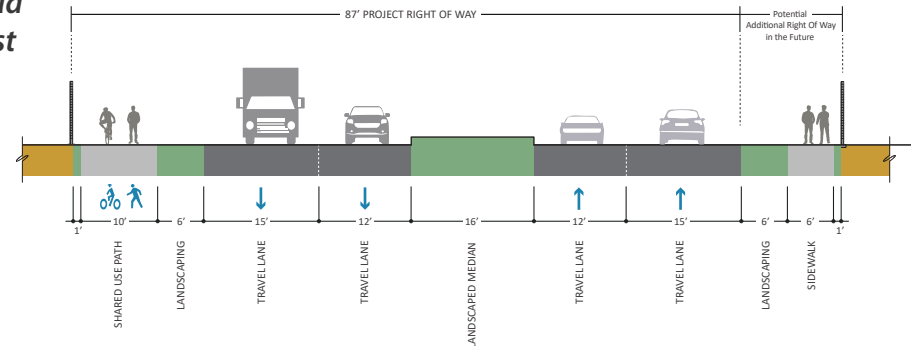 st
87' PROJECT RIGHT OF WAY
Potential
Additional Right Of Way
in the Future
1'
10'
6'
15'
12'
16'
12'
15'
6'
6'
1'
SHARED USE PATH
LANDSCAPING
TRAVEL LANE
TRAVEL LANE
LANDSCAPED MEDIAN
TRAVEL LANE
TRAVEL LANE
LANDSCAPING
SIDEWALK